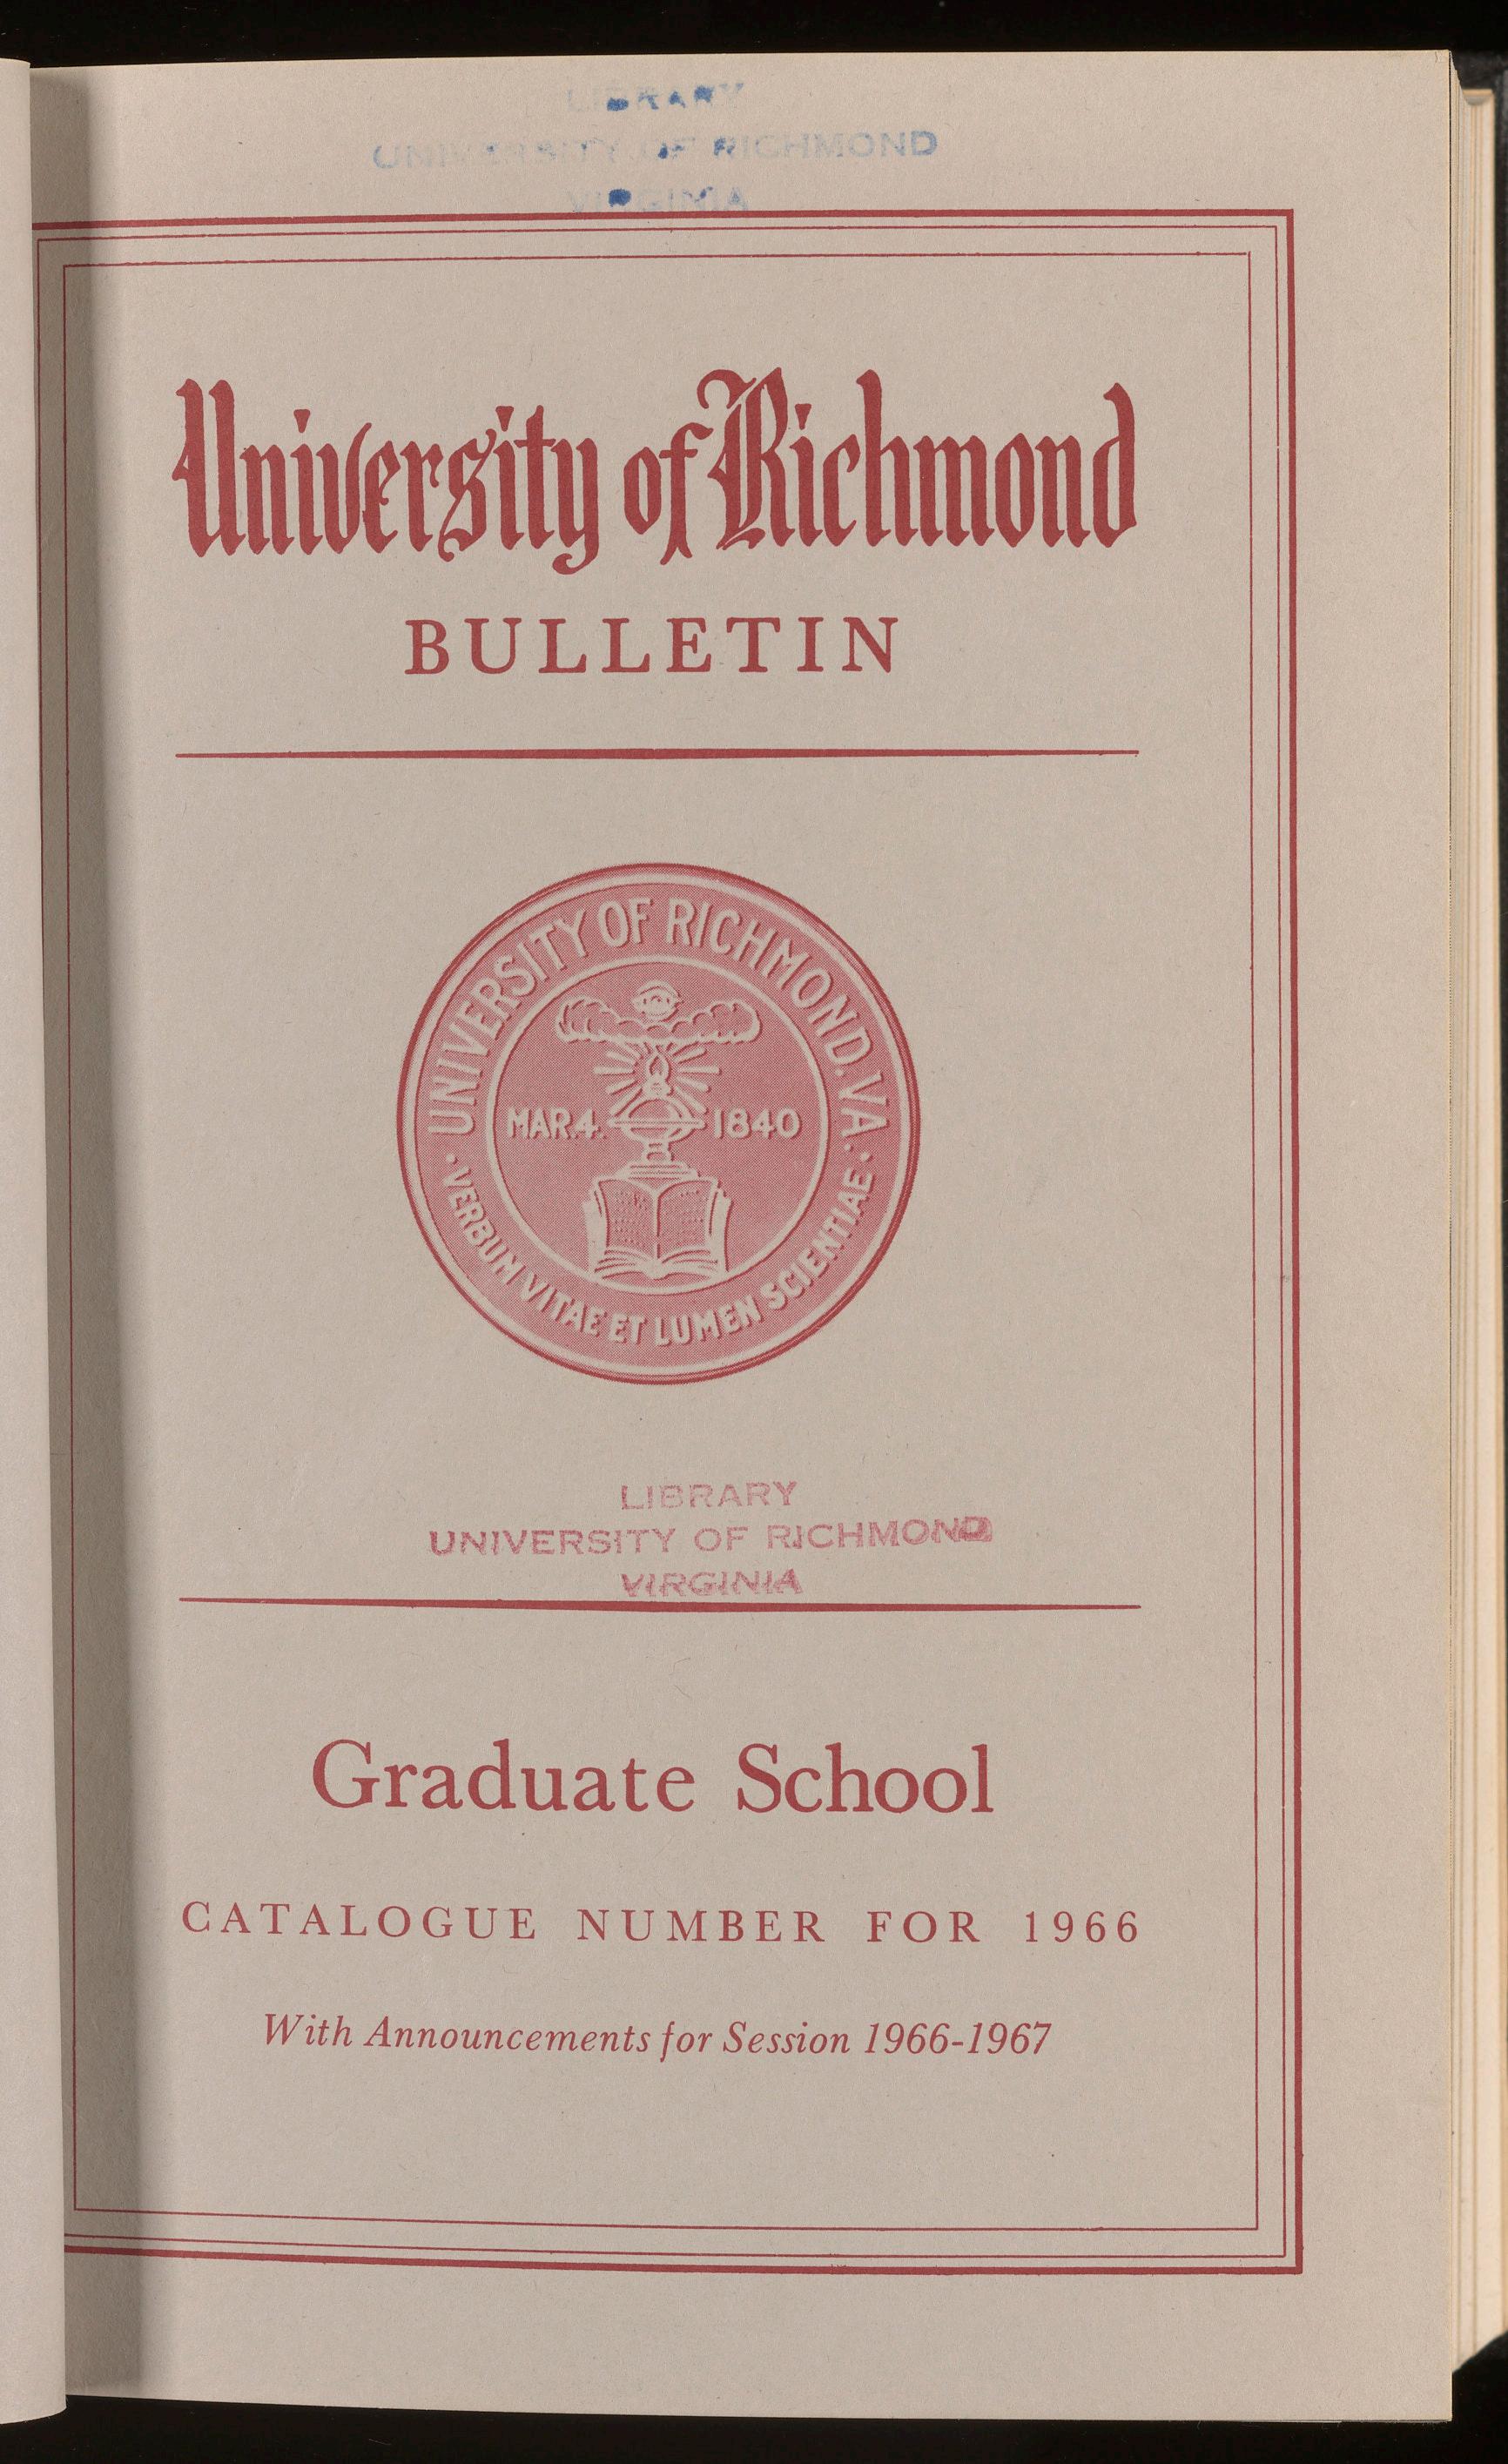 LIBRARY
UNIVERSITY OF RICHMOND
VIRGINIA
University of Richmond
BULLETIN
UNIVERSITY OF RICHMOND, VA.
MAR. 4. 1840
· VERBUM VITAE ET LUMEN SCIENTIAE ·
LIBRARY
UNIVERSITY OF RICHMOND
VIRGINIA
Graduate School
CATALOGUE NUMBER FOR 1966
With Announcements for Session 1966-1967